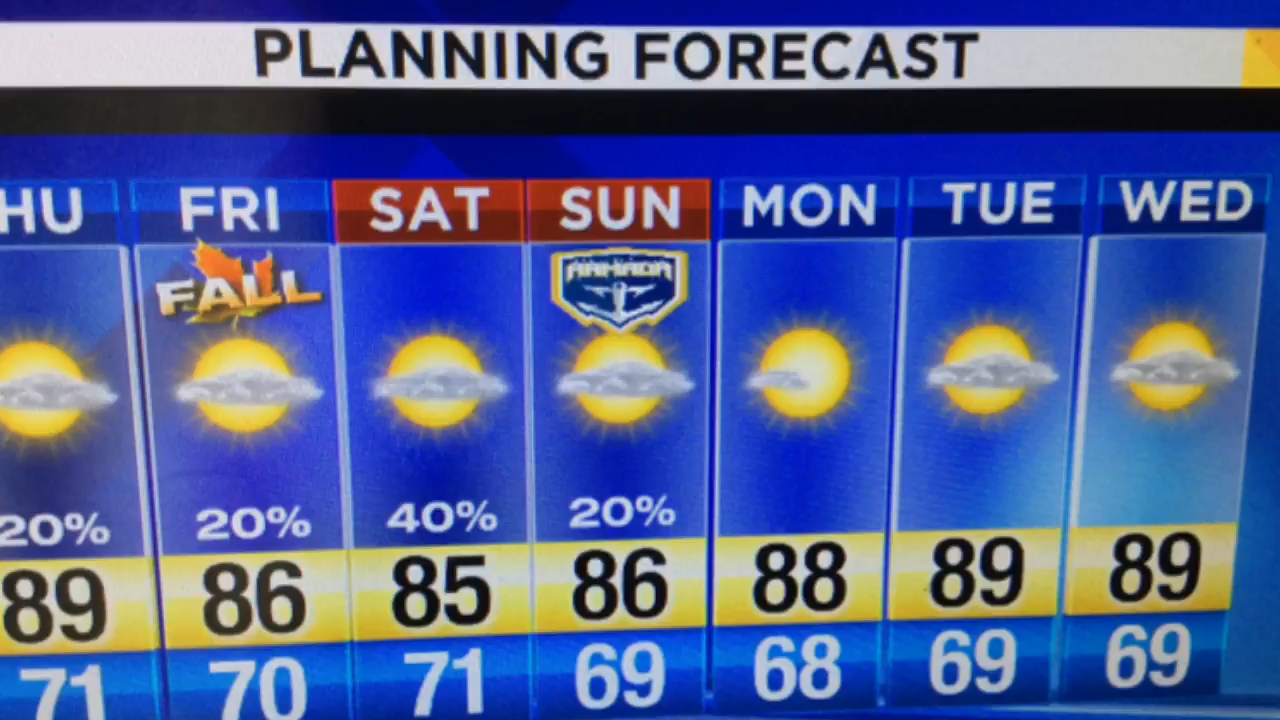 PLANNING FORECAST
HU FRI SAT SUN MON TUE WED
FALL ARMADA
20% 20% 40% 20%
89 86 85 86 88 89 89
71 70 71 69 68 69 69